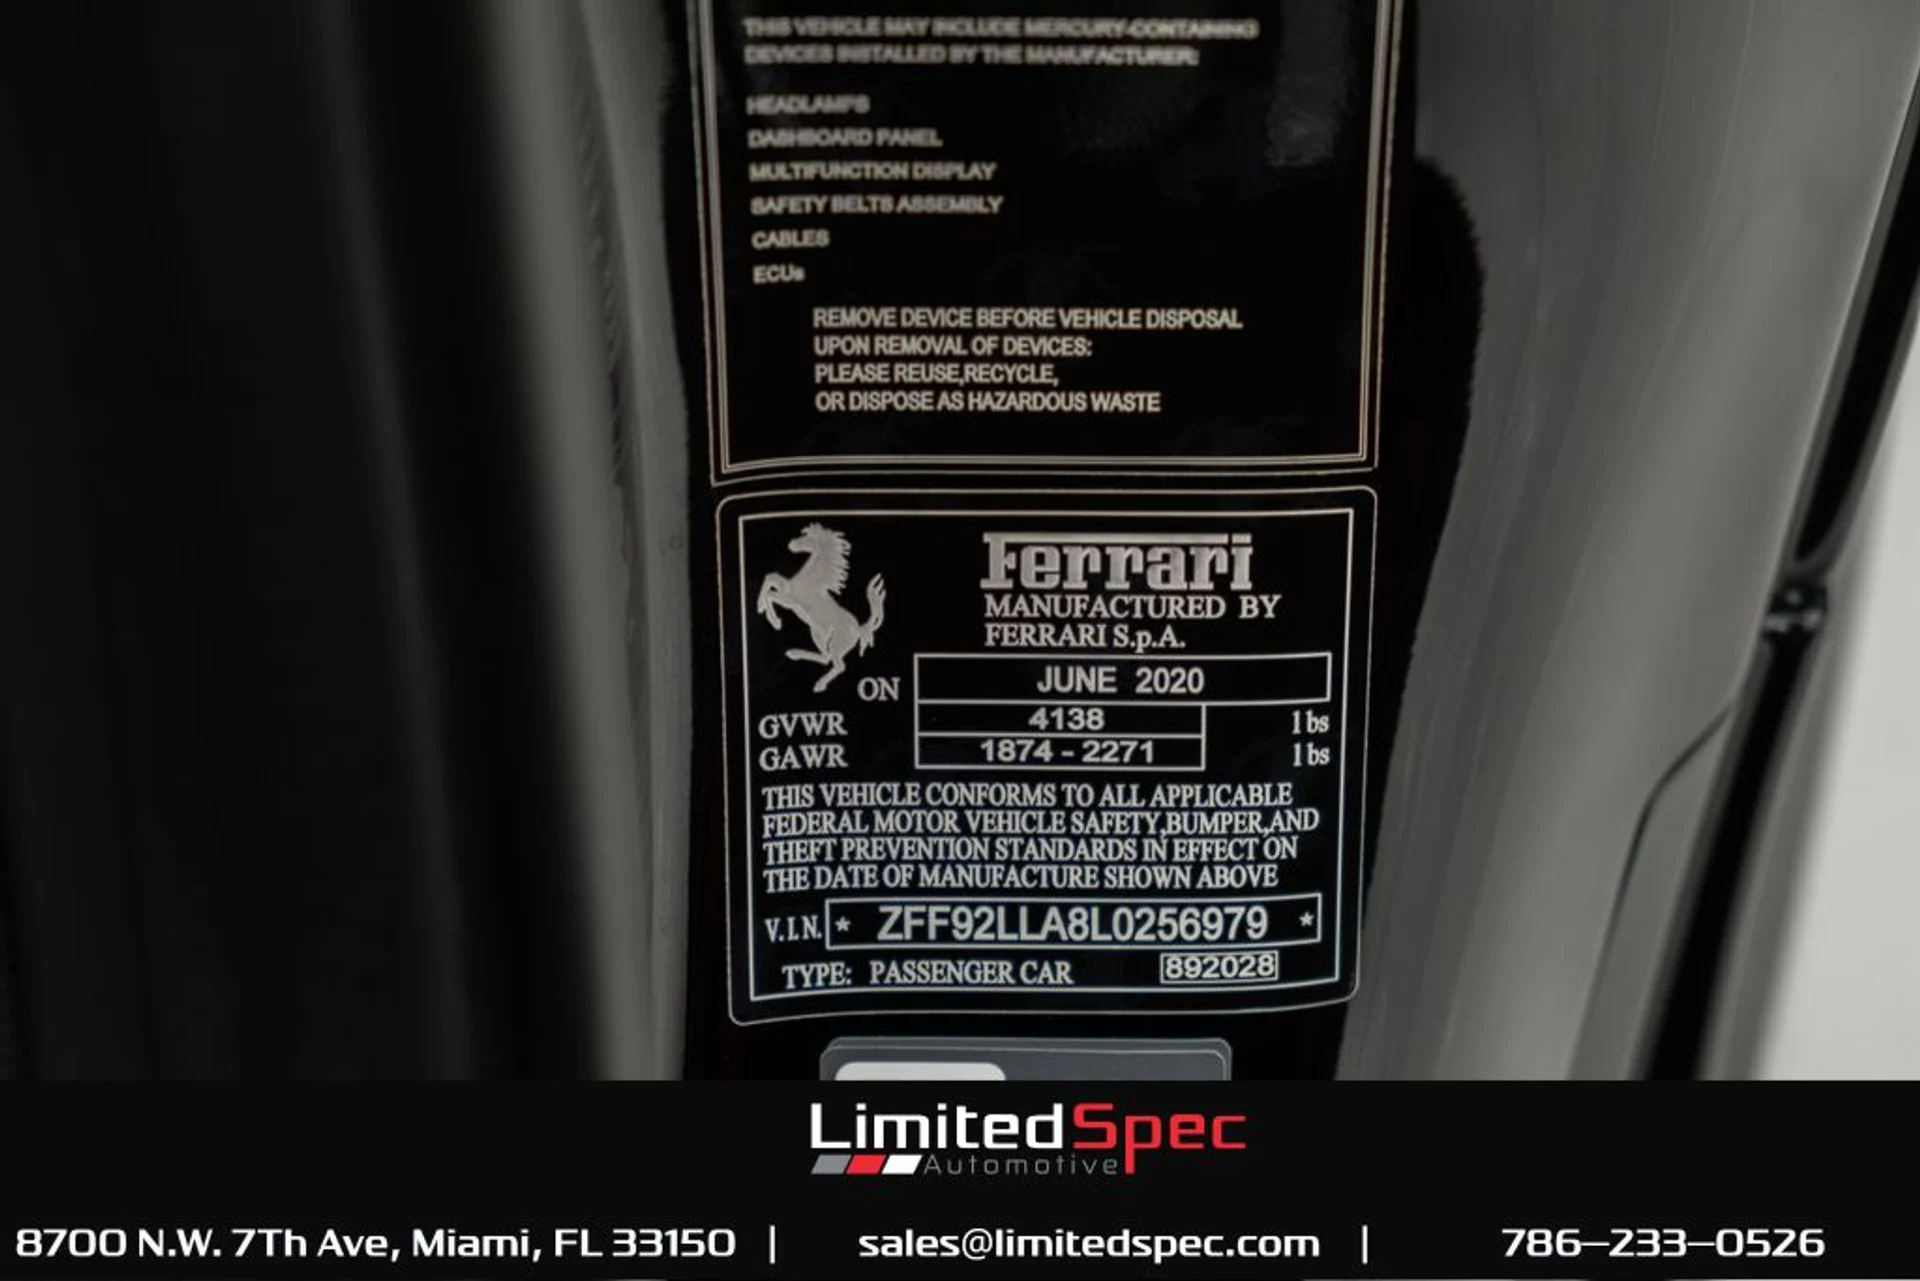 THIS VEHICLE MAY INCLUDE MERCURY-CONTAINING
DEVICES INSTALLED BY THE MANUFACTURER:
HEADLAMPS
DASHBOARD PANEL
MULTIFUNCTION DISPLAY
SAFETY BELTS ASSEMBLY
CABLES
ECUs
REMOVE DEVICE BEFORE VEHICLE DISPOSAL
UPON REMOVAL OF DEVICES:
PLEASE REUSE,RECYCLE,
OR DISPOSE AS HAZARDOUS WASTE
Ferrari
MANUFACTURED BY
FERRARI S.p.A.
ON JUNE 2020
GVWR 4138 lbs
GAWR 1874 - 2271 lbs
THIS VEHICLE CONFORMS TO ALL APPLICABLE
FEDERAL MOTOR VEHICLE SAFETY,BUMPER,AND
THEFT PREVENTION STANDARDS IN EFFECT ON
THE DATE OF MANUFACTURE SHOWN ABOVE
V.I.N. * ZFF92LLA8L0256979 *
TYPE: PASSENGER CAR 892028
LimitedSpec
Automotive
8700 N.W. 7Th Ave, Miami, FL 33150 | sales@limitedspec.com | 786–233–0526